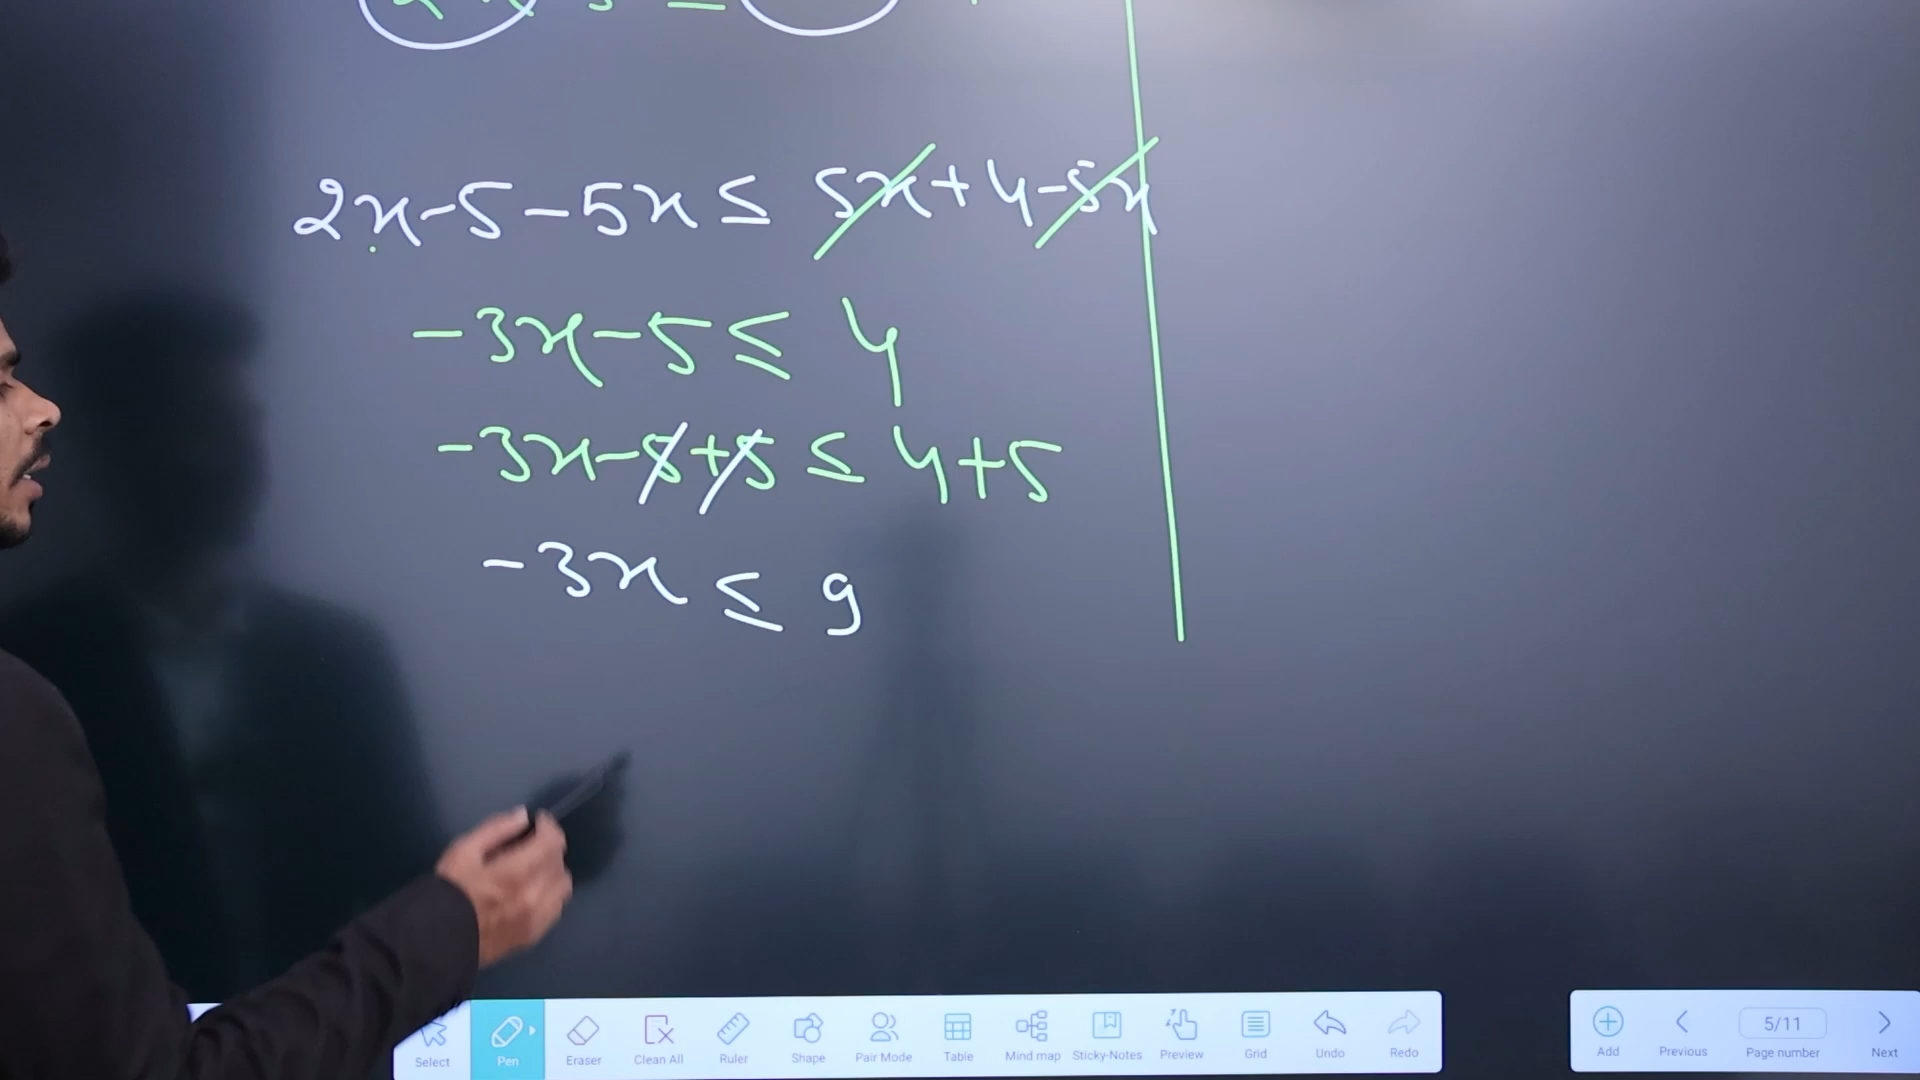 2x-5-5x ≤ 5x+4-5x
-3x-5 ≤ 4
-3x-5+5 ≤ 4+5
-3x ≤ 9
Select Pen Eraser Clean All Ruler Shape Pair Mode Table Mind map Sticky-Notes Preview Grid Undo Redo
Add Previous 5/11 Page number Next